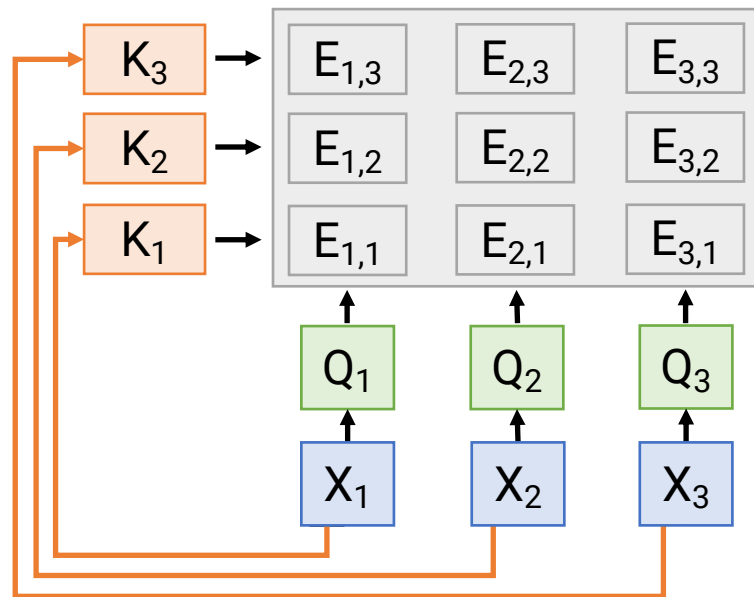 K₃ E₁,₃ E₂,₃ E₃,₃
K₂ E₁,₂ E₂,₂ E₃,₂
K₁ E₁,₁ E₂,₁ E₃,₁
Q₁ Q₂ Q₃
X₁ X₂ X₃